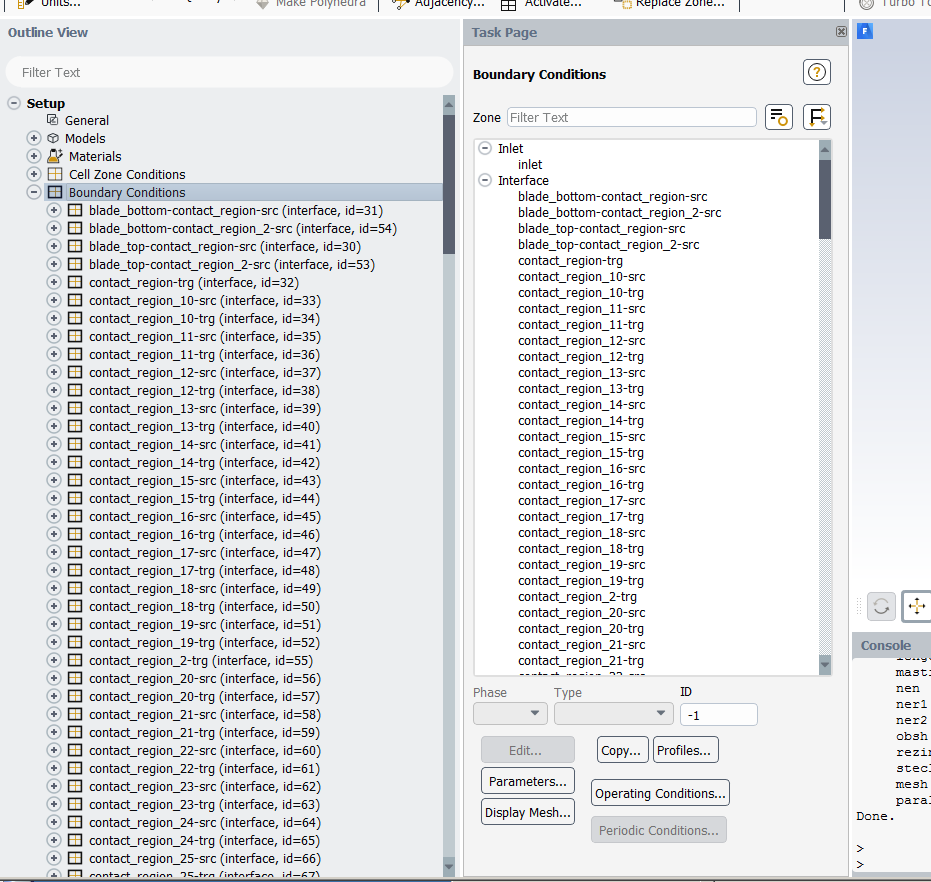 Units...
Make Polyhedra
Adjacency...
Activate...
Replace Zone...
Outline View
Filter Text
Setup
General
Models
Materials
Cell Zone Conditions
Boundary Conditions
blade_bottom-contact_region-src (interface, id=31)
blade_bottom-contact_region_2-src (interface, id=54)
blade_top-contact_region-src (interface, id=30)
blade_top-contact_region_2-src (interface, id=53)
contact_region-trg (interface, id=32)
contact_region_10-src (interface, id=33)
contact_region_10-trg (interface, id=34)
contact_region_11-src (interface, id=35)
contact_region_11-trg (interface, id=36)
contact_region_12-src (interface, id=37)
contact_region_12-trg (interface, id=38)
contact_region_13-src (interface, id=39)
contact_region_13-trg (interface, id=40)
contact_region_14-src (interface, id=41)
contact_region_14-trg (interface, id=42)
contact_region_15-src (interface, id=43)
contact_region_15-trg (interface, id=44)
contact_region_16-src (interface, id=45)
contact_region_16-trg (interface, id=46)
contact_region_17-src (interface, id=47)
contact_region_17-trg (interface, id=48)
contact_region_18-src (interface, id=49)
contact_region_18-trg (interface, id=50)
contact_region_19-src (interface, id=51)
contact_region_19-trg (interface, id=52)
contact_region_2-trg (interface, id=55)
contact_region_20-src (interface, id=56)
contact_region_20-trg (interface, id=57)
contact_region_21-src (interface, id=58)
contact_region_21-trg (interface, id=59)
contact_region_22-src (interface, id=60)
contact_region_22-trg (interface, id=61)
contact_region_23-src (interface, id=62)
contact_region_23-trg (interface, id=63)
contact_region_24-src (interface, id=64)
contact_region_24-trg (interface, id=65)
contact_region_25-src (interface, id=66)
contact_region_25-trg (interface, id=67)
Task Page
Boundary Conditions
?
Zone Filter Text
Inlet
inlet
Interface
blade_bottom-contact_region-src
blade_bottom-contact_region_2-src
blade_top-contact_region-src
blade_top-contact_region_2-src
contact_region-trg
contact_region_10-src
contact_region_10-trg
contact_region_11-src
contact_region_11-trg
contact_region_12-src
contact_region_12-trg
contact_region_13-src
contact_region_13-trg
contact_region_14-src
contact_region_14-trg
contact_region_15-src
contact_region_15-trg
contact_region_16-src
contact_region_16-trg
contact_region_17-src
contact_region_17-trg
contact_region_18-src
contact_region_18-trg
contact_region_19-src
contact_region_19-trg
contact_region_2-trg
contact_region_20-src
contact_region_20-trg
contact_region_21-src
contact_region_21-trg
Phase Type ID
-1
Edit... Copy... Profiles...
Parameters...
Operating Conditions...
Display Mesh...
Periodic Conditions...
F
Console
nen
ner1
ner2
obsh
mesh
Done.
>
>